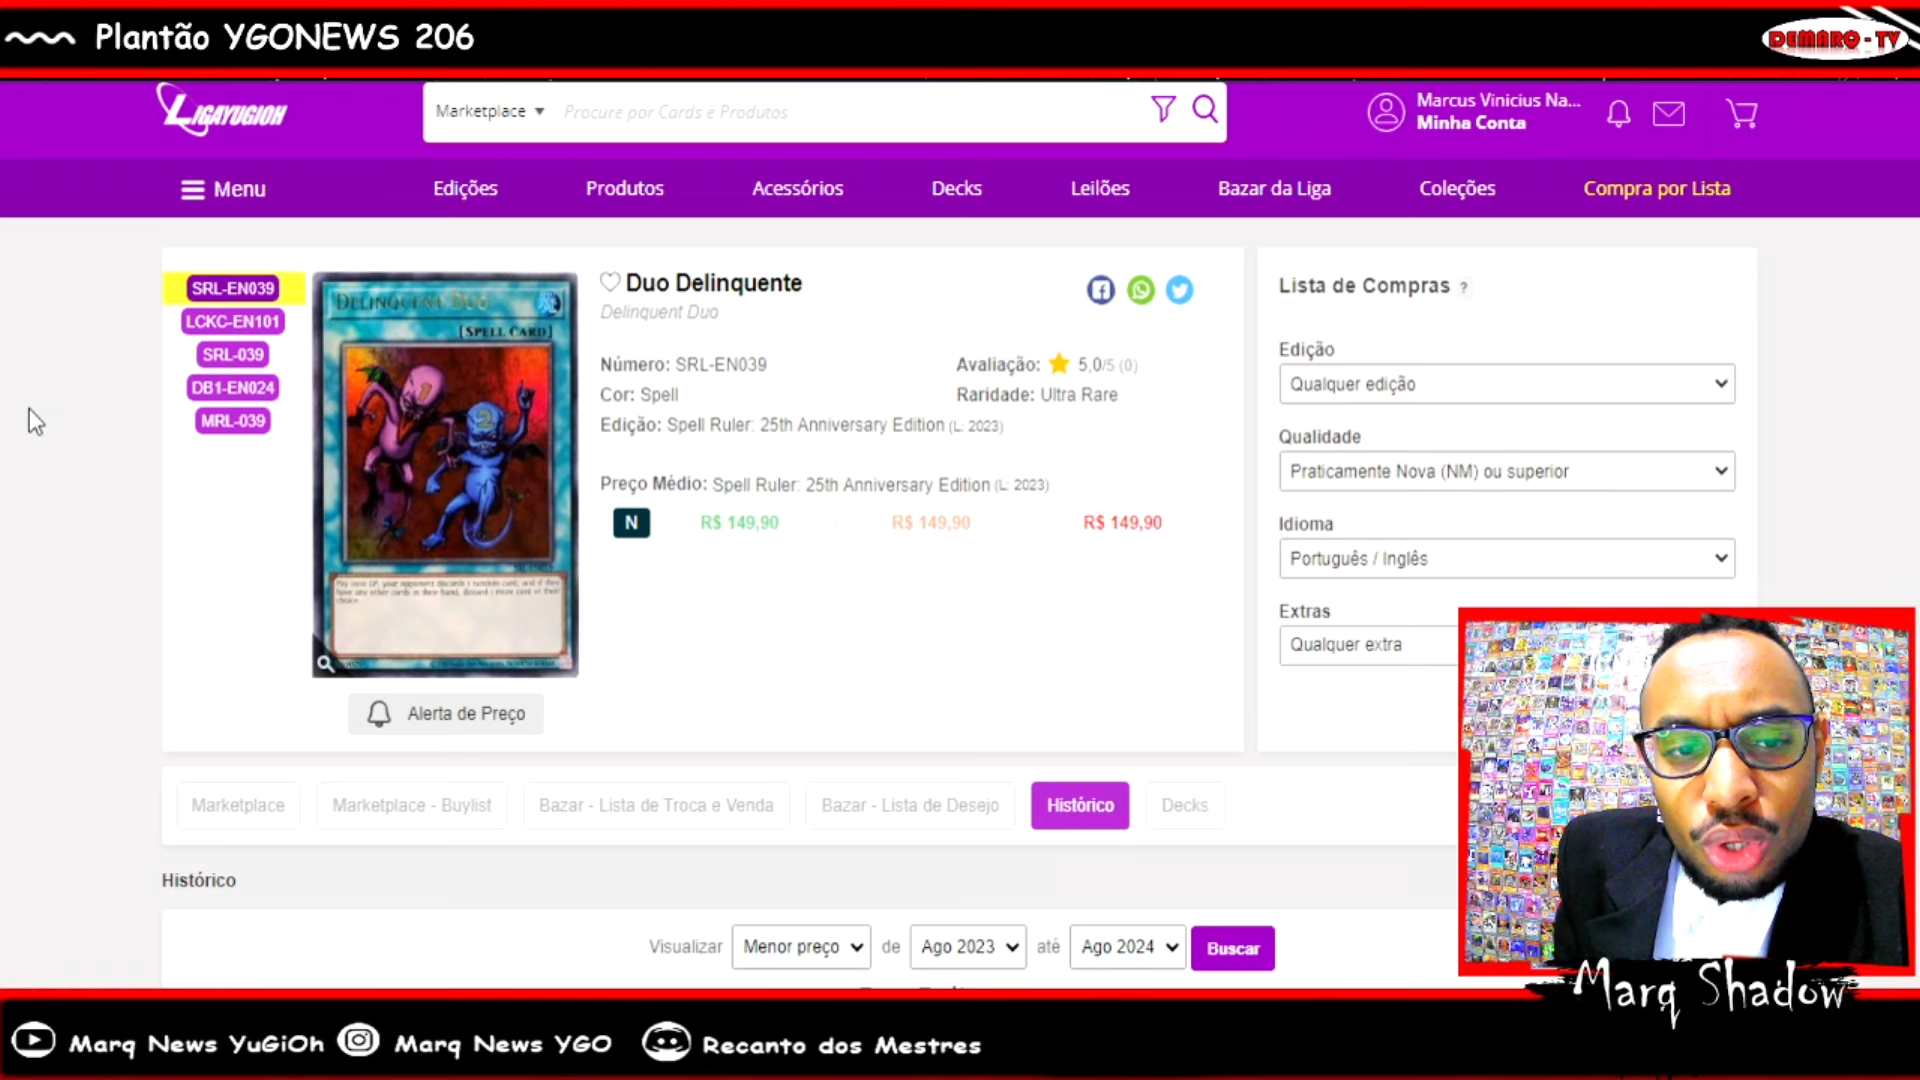 Plantão YGONEWS 206
DEMARQ-TV
LIGAYUGIOH
Marketplace
Procure por Cards e Produtos
Marcus Vinicius Na...
Minha Conta
Menu
Edições
Produtos
Acessórios
Decks
Leilões
Bazar da Liga
Coleções
Compra por Lista
SRL-EN039
LCKC-EN101
SRL-039
DB1-EN024
MRL-039
DELINQUENT DUO
[SPELL CARD]
Alerta de Preço
Duo Delinquente
Delinquent Duo
Número: SRL-EN039
Avaliação: 5,0/5 (0)
Cor: Spell
Raridade: Ultra Rare
Edição: Spell Ruler: 25th Anniversary Edition (L: 2023)
Preço Médio: Spell Ruler: 25th Anniversary Edition (L: 2023)
N R$ 149,90 R$ 149,90 R$ 149,90
Lista de Compras ?
Edição
Qualquer edição
Qualidade
Praticamente Nova (NM) ou superior
Idioma
Português / Inglês
Extras
Qualquer extra
Marketplace
Marketplace - Buylist
Bazar - Lista de Troca e Venda
Bazar - Lista de Desejo
Histórico
Decks
Histórico
Visualizar Menor preço de Ago 2023 até Ago 2024 Buscar
Marq Shadow
Marq News YuGiOh
Marq News YGO
Recanto dos Mestres